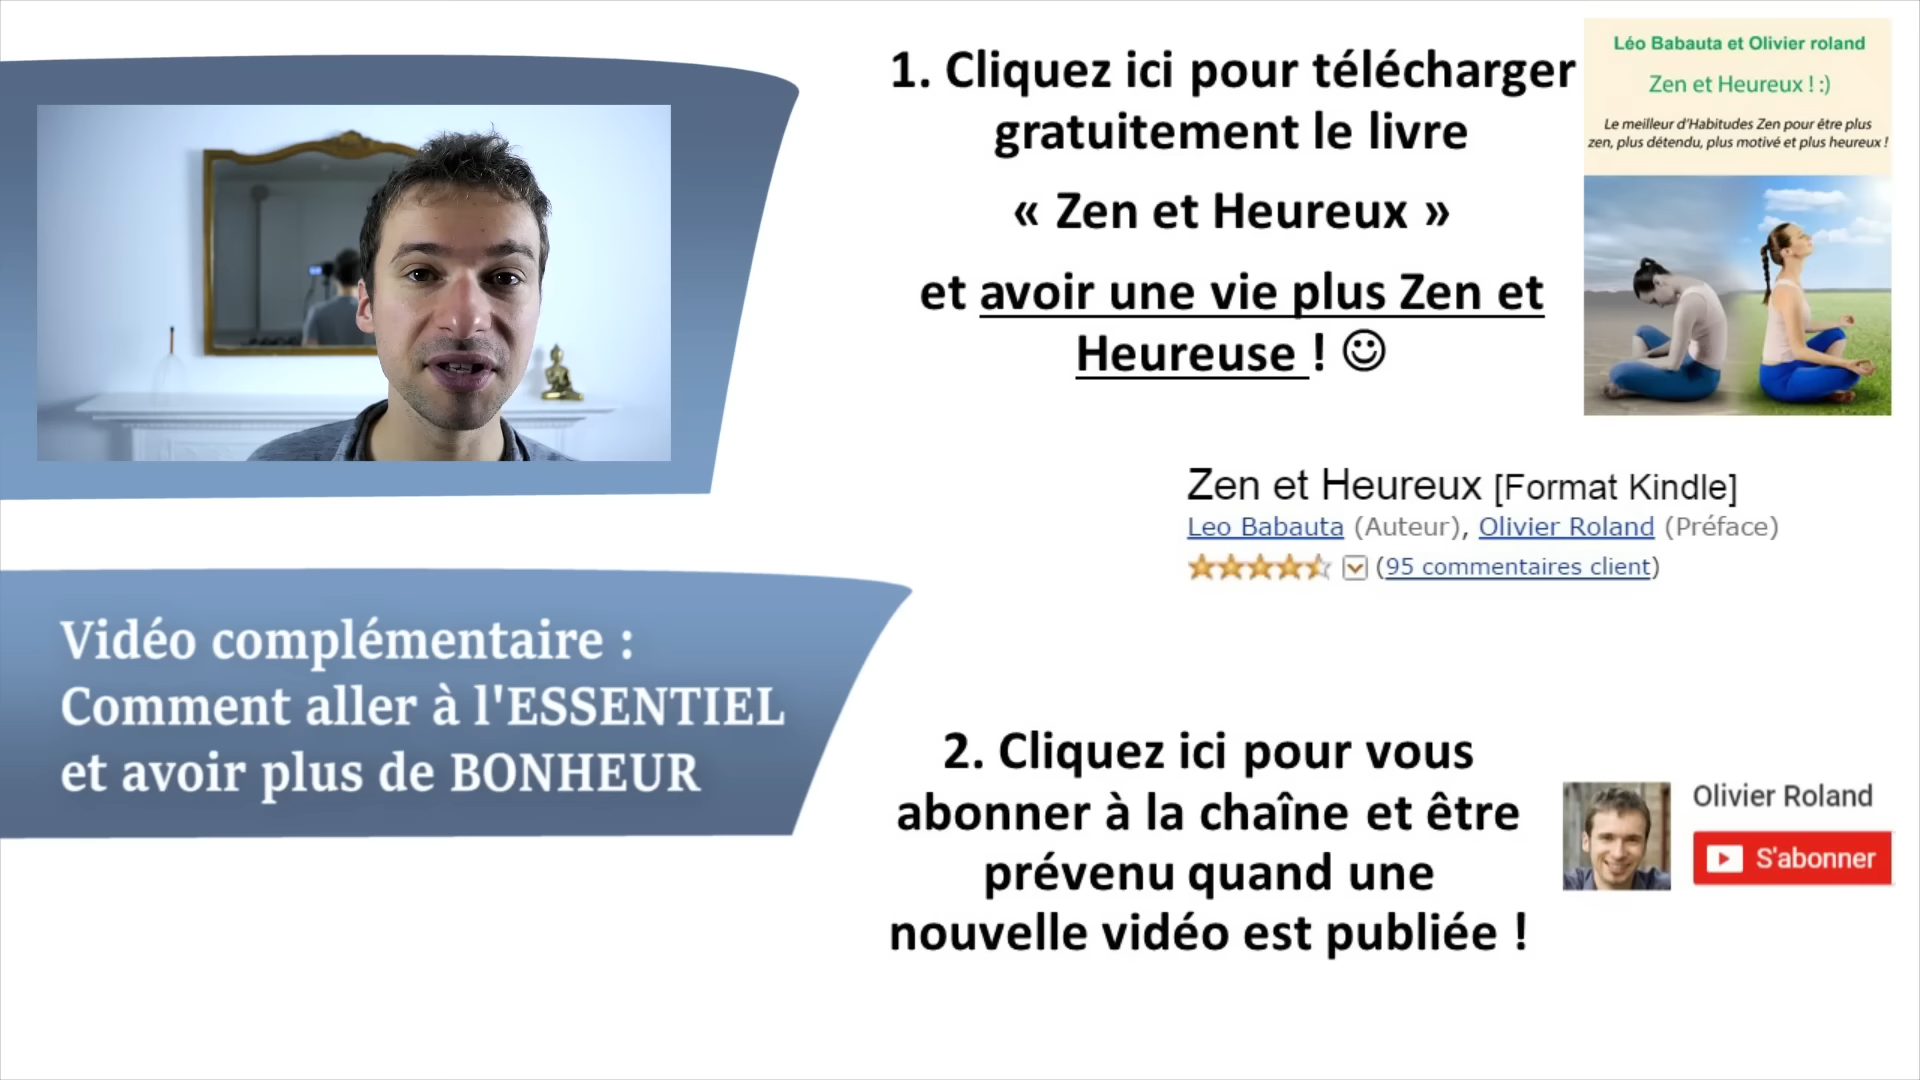 1. Cliquez ici pour télécharger
gratuitement le livre
« Zen et Heureux »
et avoir une vie plus Zen et
Heureuse ! ☺
Léo Babauta et Olivier roland
Zen et Heureux ! :)
Le meilleur d'Habitudes Zen pour être plus
zen, plus détendu, plus motivé et plus heureux !
Zen et Heureux [Format Kindle]
Leo Babauta (Auteur), Olivier Roland (Préface)
(95 commentaires client)
Vidéo complémentaire :
Comment aller à l'ESSENTIEL
et avoir plus de BONHEUR
2. Cliquez ici pour vous
abonner à la chaîne et être
prévenu quand une
nouvelle vidéo est publiée !
Olivier Roland
S'abonner